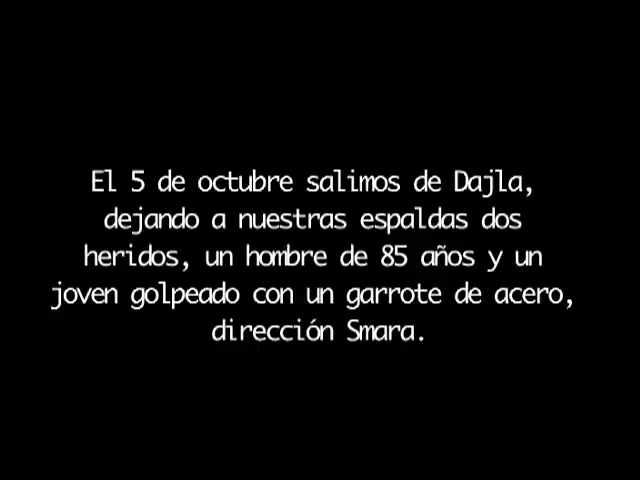 El 5 de octubre salimos de Dajla,
dejando a nuestras espaldas dos
heridos, un hombre de 85 años y un
joven golpeado con un garrote de acero,
dirección Smara.